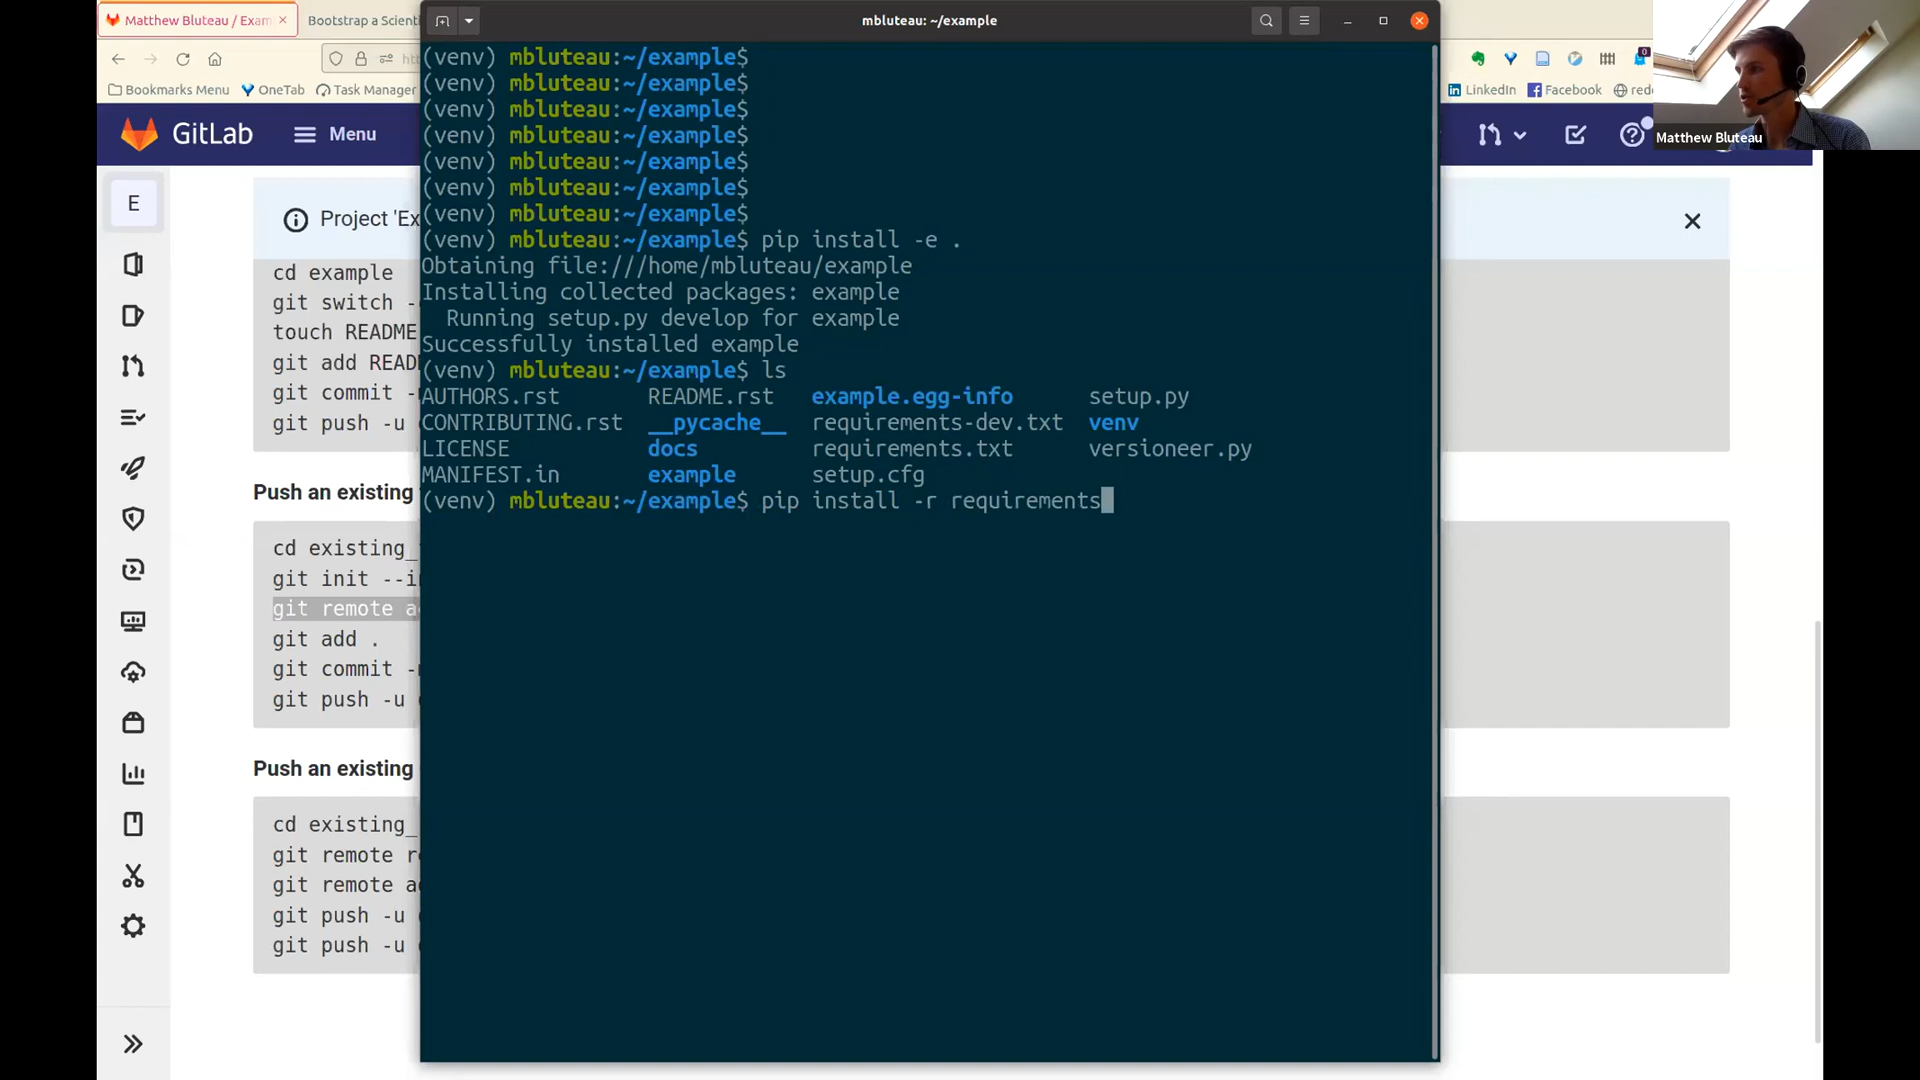 Matthew Bluteau / Exam
Bootstrap a Scienti
mbluteau: ~/example
Bookmarks Menu
OneTab
Task Manager
LinkedIn
Facebook
0
Matthew Bluteau
GitLab
Menu
E
Project 'Ex
cd example
git switch -
touch README
git add READ
git commit -
git push -u
Push an existing
cd existing_
git init --in
git remote a
git add .
git commit -
git push -u
Push an existing
cd existing_
git remote r
git remote a
git push -u
git push -u
(venv) mbluteau:~/example$
(venv) mbluteau:~/example$
(venv) mbluteau:~/example$
(venv) mbluteau:~/example$
(venv) mbluteau:~/example$
(venv) mbluteau:~/example$
(venv) mbluteau:~/example$
(venv) mbluteau:~/example$ pip install -e .
Obtaining file:///home/mbluteau/example
Installing collected packages: example
Running setup.py develop for example
Successfully installed example
(venv) mbluteau:~/example$ ls
AUTHORS.rst README.rst example.egg-info setup.py
CONTRIBUTING.rst __pycache__ requirements-dev.txt venv
LICENSE docs requirements.txt versioneer.py
MANIFEST.in example setup.cfg
(venv) mbluteau:~/example$ pip install -r requirements